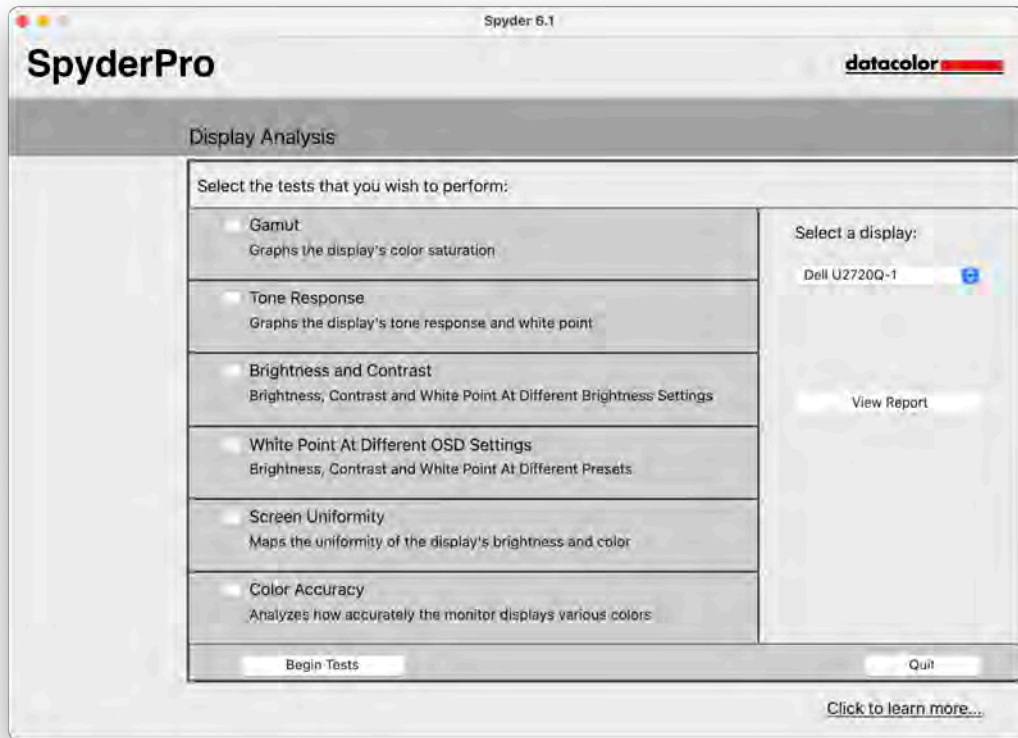 Spyder 6.1
SpyderPro
datacolor
Display Analysis
Select the tests that you wish to perform:
Gamut
Graphs the display's color saturation
Tone Response
Graphs the display's tone response and white point
Brightness and Contrast
Brightness, Contrast and White Point At Different Brightness Settings
White Point At Different OSD Settings
Brightness, Contrast and White Point At Different Presets
Screen Uniformity
Maps the uniformity of the display's brightness and color
Color Accuracy
Analyzes how accurately the monitor displays various colors
Select a display:
Dell U2720Q-1
View Report
Begin Tests
Quit
Click to learn more...